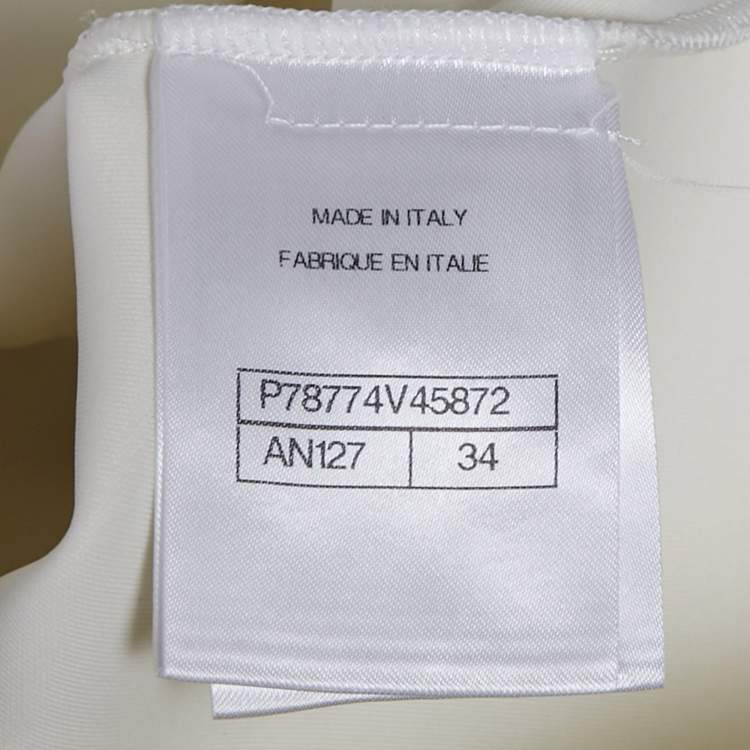 MADE IN ITALY
FABRIQUE EN ITALIE
P78774V45872
AN127 34